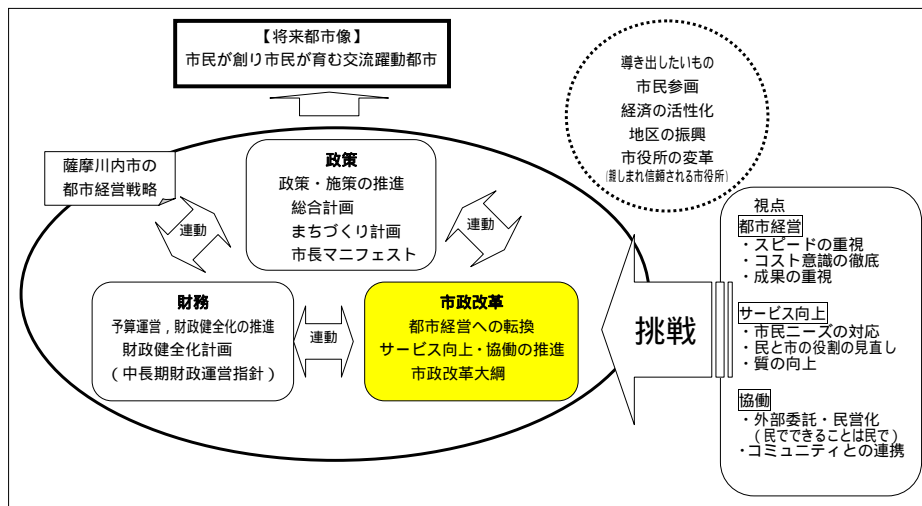 【将来都市像】
市民が創り市民が育む交流躍動都市
導き出したいもの
市民参画
経済の活性化
地区の振興
市役所の変革
(親しまれ信頼される市役所)
薩摩川内市の
都市経営戦略
政策
政策・施策の推進
総合計画
まちづくり計画
市長マニフェスト
連動
連動
財務
予算運営,財政健全化の推進
財政健全化計画
(中長期財政運営指針)
連動
市政改革
都市経営への転換
サービス向上・協働の推進
市政改革大綱
挑戦
視点
都市経営
・スピードの重視
・コスト意識の徹底
・成果の重視
サービス向上
・市民ニーズの対応
・民と市の役割の見直し
・質の向上
協働
・外部委託・民営化
(民でできることは民で)
・コミュニティとの連携